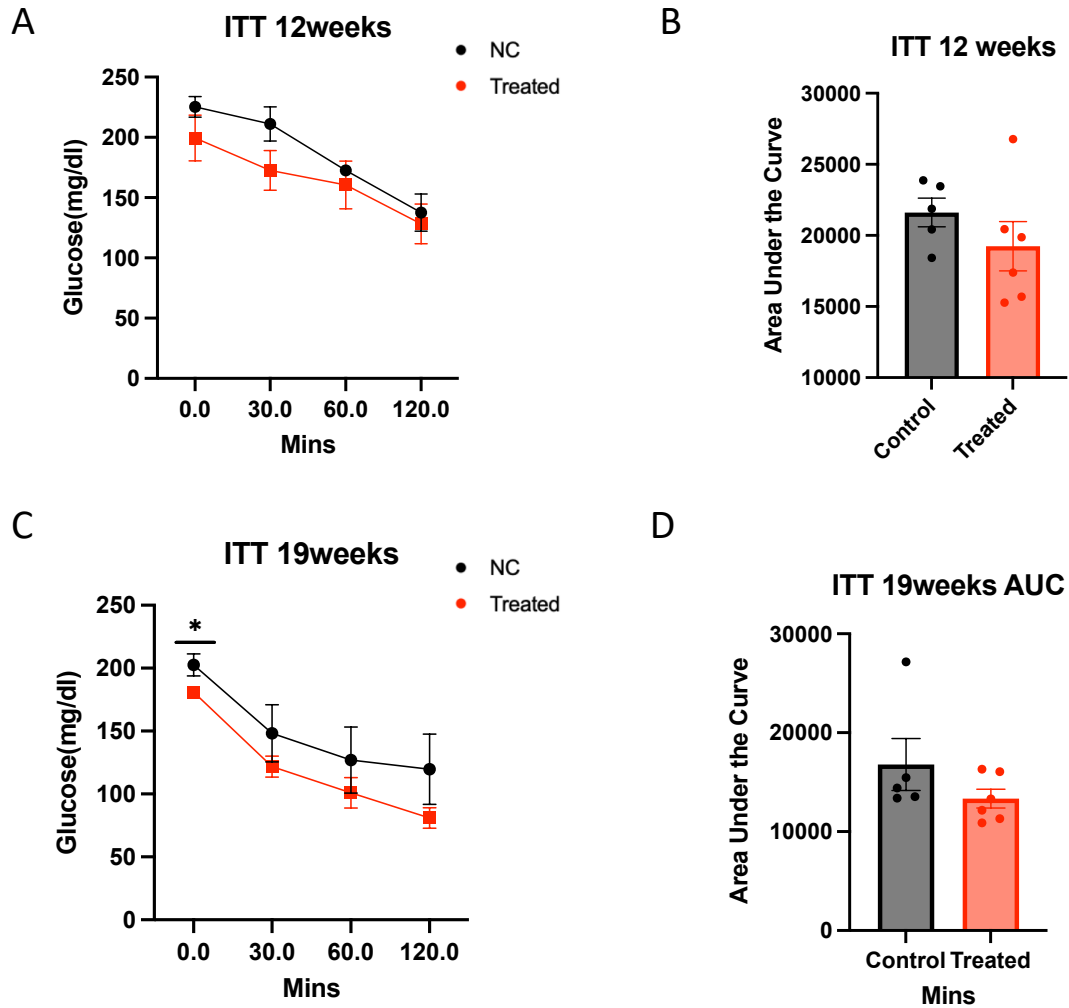 A
ITT 12weeks
NC
Treated
Glucose(mg/dl)
250
200
150
100
50
0
0.0 30.0 60.0 120.0
Mins
B
ITT 12 weeks
Area Under the Curve
30000
25000
20000
15000
10000
Control
Treated
C
ITT 19weeks
NC
Treated
*
Glucose(mg/dl)
250
200
150
100
50
0
0.0 30.0 60.0 120.0
Mins
D
ITT 19weeks AUC
Area Under the Curve
30000
20000
10000
0
Control Treated
Mins